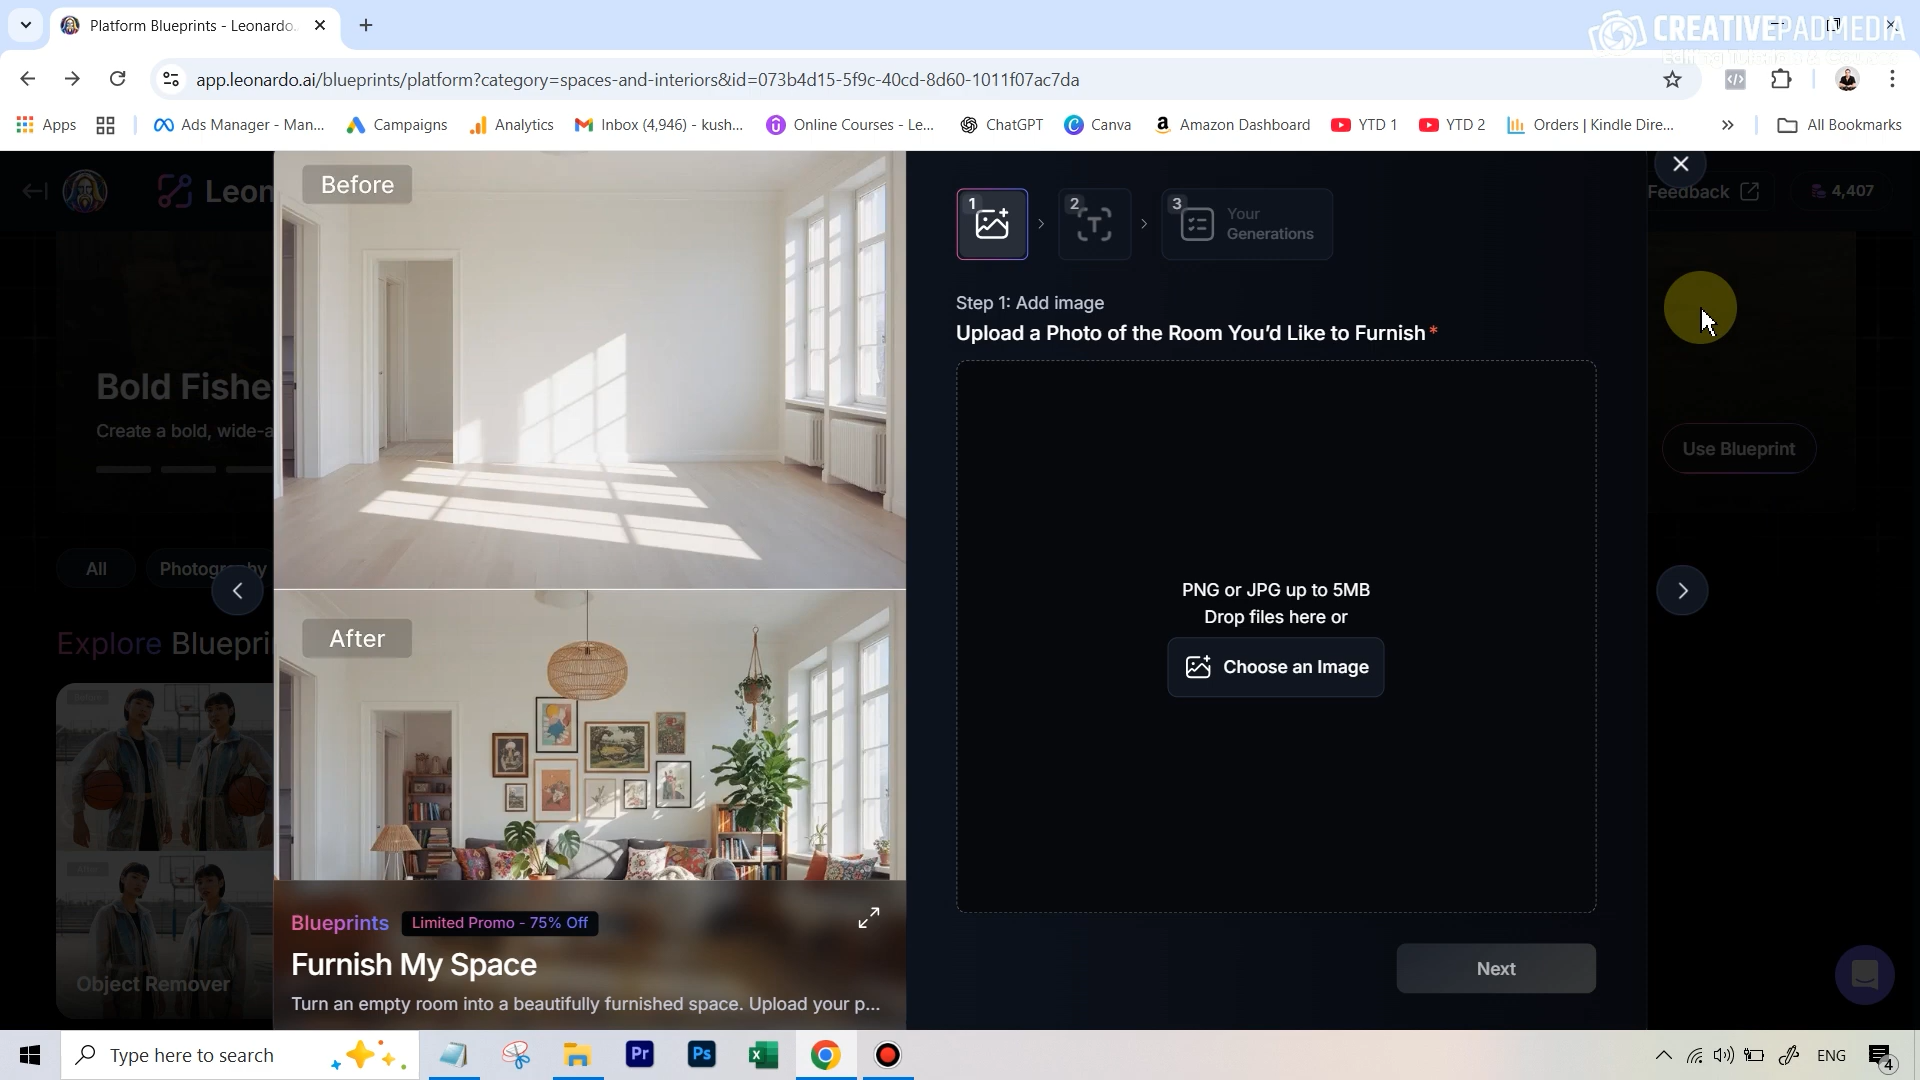 Platform Blueprints - Leonardo.
CREATIVEPADMEDIA
app.leonardo.ai/blueprints/platform?category=spaces-and-interiors&id=073b4d15-5f9c-40cd-8d60-1011f07ac7da
Apps
Ads Manager - Man...
Campaigns
Analytics
Inbox (4,946) - kush...
Online Courses - Le...
ChatGPT
Canva
Amazon Dashboard
YTD 1
YTD 2
Orders | Kindle Dire...
All Bookmarks
Leon
Feedback
4,407
Before
1
2
3
Your
Generations
Step 1: Add image
Upload a Photo of the Room You'd Like to Furnish*
Bold Fishe
Create a bold, wide-a
Use Blueprint
All
Photography
Explore Blueprin
PNG or JPG up to 5MB
Drop files here or
Choose an Image
After
Object Remover
Blueprints
Limited Promo - 75% Off
Furnish My Space
Turn an empty room into a beautifully furnished space. Upload your p...
Next
Type here to search
Pr
Ps
ENG
4